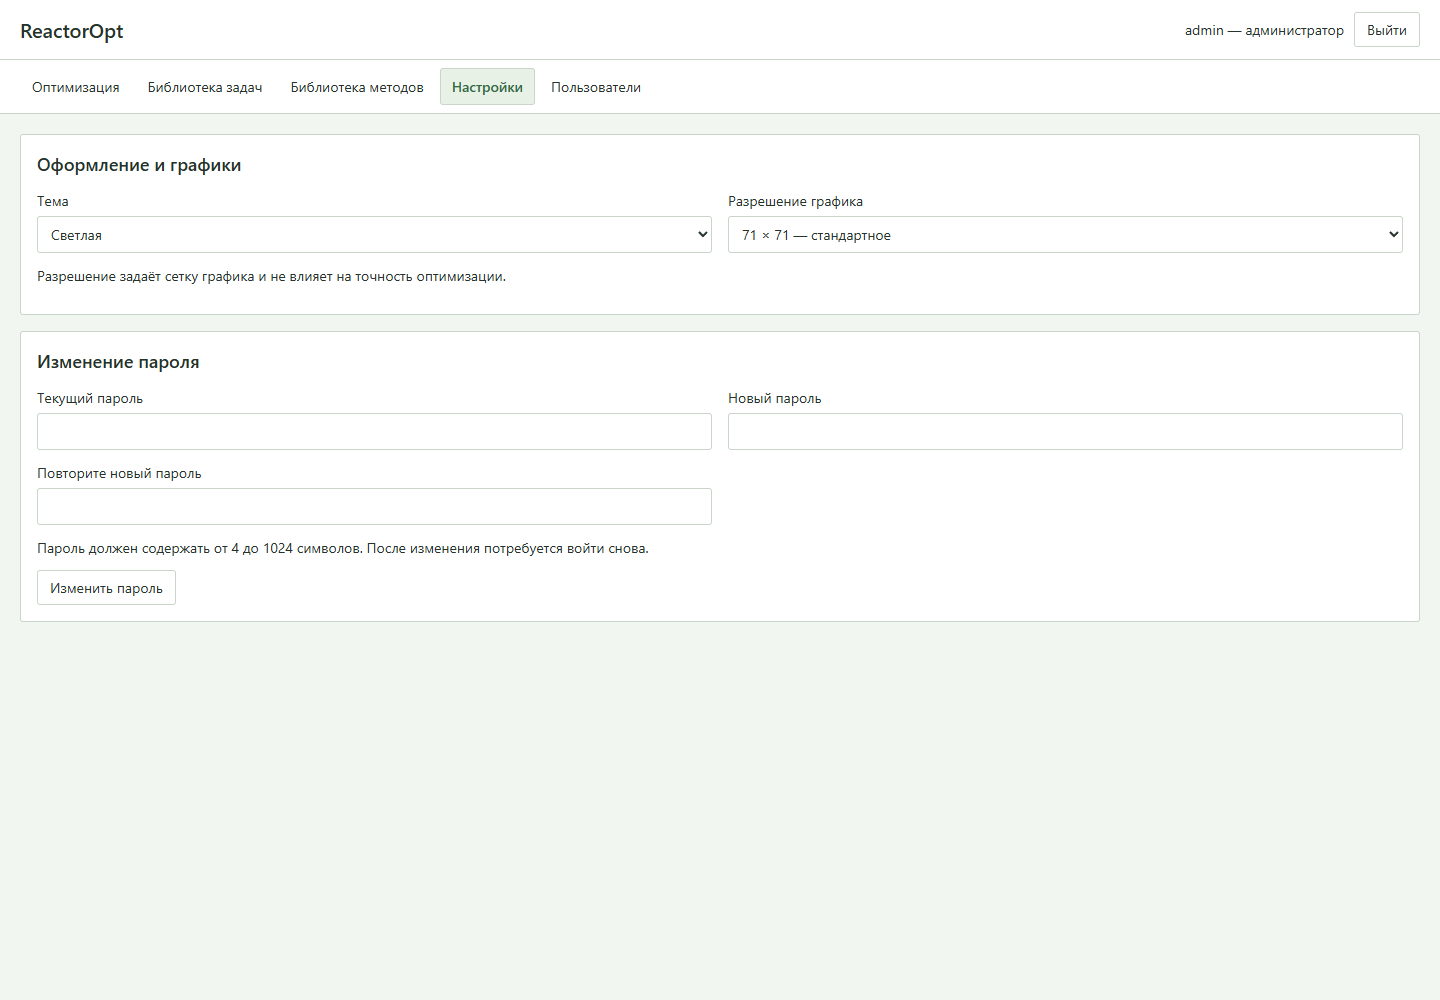 ReactorOpt
admin — администратор
Выйти
Оптимизация
Библиотека задач
Библиотека методов
Настройки
Пользователи
Оформление и графики
Тема
Разрешение графика
Светлая
71 × 71 — стандартное
Разрешение задаёт сетку графика и не влияет на точность оптимизации.
Изменение пароля
Текущий пароль
Новый пароль
Повторите новый пароль
Пароль должен содержать от 4 до 1024 символов. После изменения потребуется войти снова.
Изменить пароль